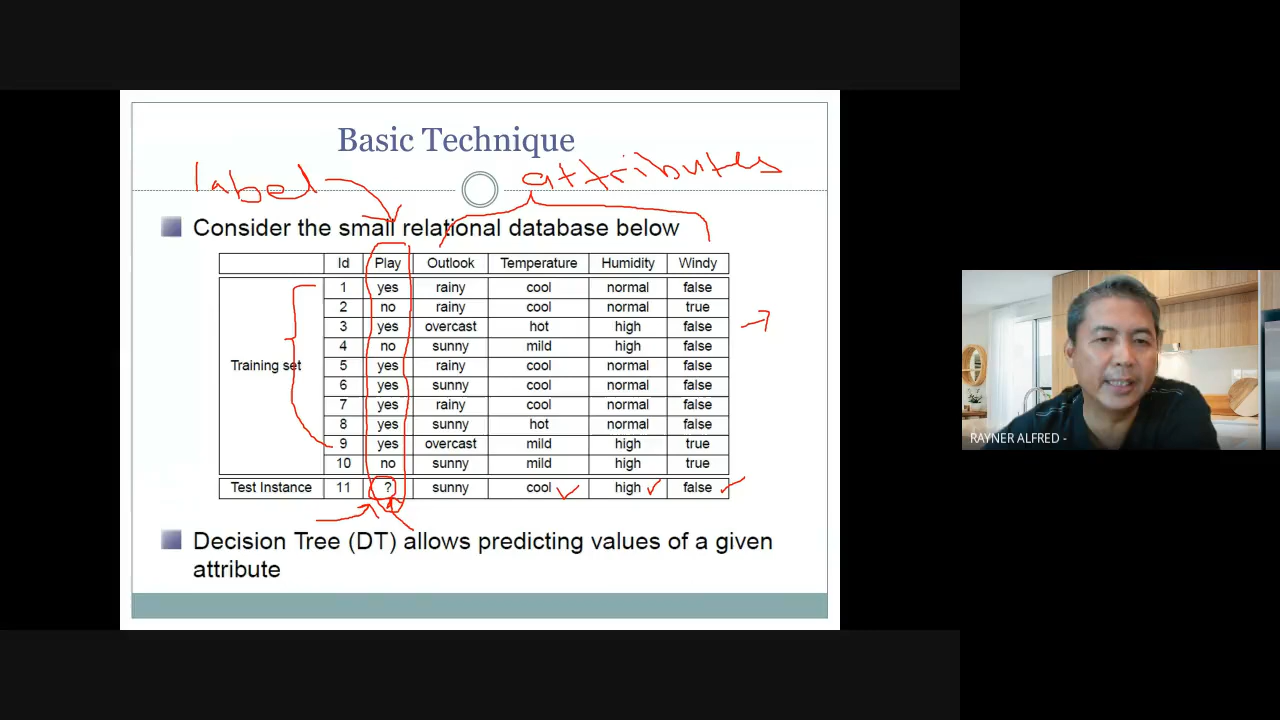 Basic Technique
label
attributes
Consider the small relational database below
Id Play Outlook Temperature Humidity Windy
1 yes rainy cool normal false
2 no rainy cool normal true
3 yes overcast hot high false
4 no sunny mild high false
Training set 5 yes rainy cool normal false
6 yes sunny cool normal false
7 yes rainy cool normal false
8 yes sunny hot normal false
9 yes overcast mild high true
10 no sunny mild high true
Test Instance 11 ? sunny cool high false
Decision Tree (DT) allows predicting values of a given
attribute
RAYNER ALFRED -